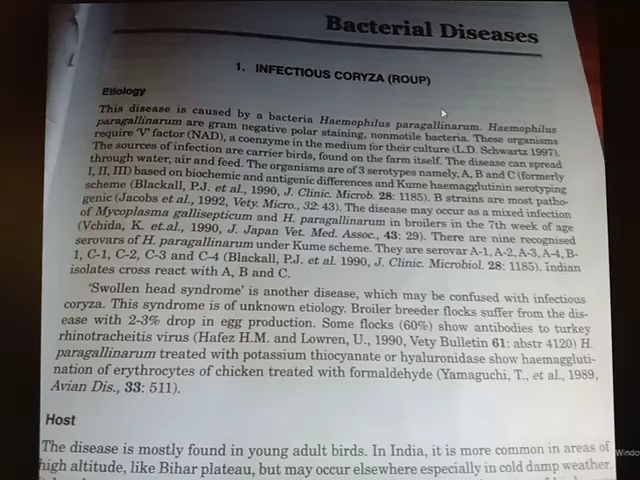 Bacterial Diseases
1. INFECTIOUS CORYZA (ROUP)
Etiology
This disease is caused by a bacteria Haemophilus paragallinarum. Haemophilus
paragallinarum are gram negative polar staining, nonmotile bacteria. These organisms
require 'V' factor (NAD), a coenzyme in the medium for their culture (L.D. Schwartz 1997).
The sources of infection are carrier birds, found on the farm itself. The disease can spread
through water, air and feed. The organisms are of 3 serotypes namely, A, B and C (formerly
I, II, III) based on biochemic and antigenic differences and Kume haemagglutinin serotyping
scheme (Blackall, P.J. et al., 1990, J. Clinic. Microb. 28: 1185). B strains are most patho-
genic (Jacobs et al., 1992, Vety. Micro., 32: 43). The disease may occur as a mixed infection
of Mycoplasma gallisepticum and H. paragallinarum in broilers in the 7th week of age
(Vchida, K. et.al., 1990, J. Japan Vet. Med. Assoc., 43: 29). There are nine recognised
serovars of H. paragallinarum under Kume scheme. They are serovar A-1, A-2, A-3, A-4, B-
1, C-1, C-2, C-3 and C-4 (Blackall, P.J. et al. 1990, J. Clinic. Microbiol. 28: 1185). Indian
isolates cross react with A, B and C.
'Swollen head syndrome' is another disease, which may be confused with infectious
coryza. This syndrome is of unknown etiology. Broiler breeder flocks suffer from the dis-
ease with 2-3% drop in egg production. Some flocks (60%) show antibodies to turkey
rhinotracheitis virus (Hafez H.M. and Lowren, U., 1990, Vety Bulletin 61: abstr 4120) H.
paragallinarum treated with potassium thiocyanate or hyaluronidase show haemaggluti-
nation of erythrocytes of chicken treated with formaldehyde (Yamaguchi, T., et al., 1989,
Avian Dis., 33: 511).
Host
The disease is mostly found in young adult birds. In India, it is more common in areas of
high altitude, like Bihar plateau, but may occur elsewhere especially in cold damp weather.
Windo